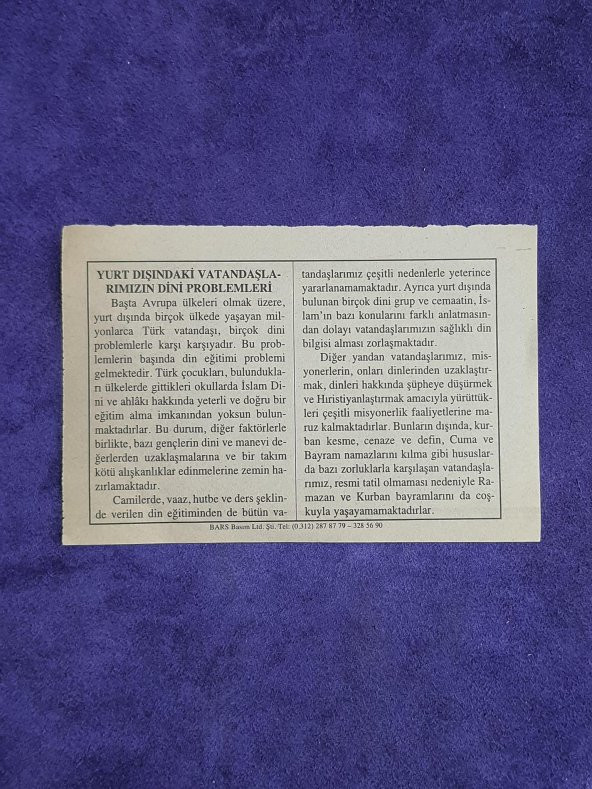 YURT DIŞINDAKİ VATANDAŞLA-
RIMIZIN DİNİ PROBLEMLERİ
Başta Avrupa ülkeleri olmak üzere,
yurt dışında birçok ülkede yaşayan mil-
yonlarca Türk vatandaşı, birçok dini
problemlerle karşı karşıyadır. Bu prob-
lemlerin başında din eğitimi problemi
gelmektedir. Türk çocukları, bulundukla-
rı ülkelerde gittikleri okullarda İslam Di-
ni ve ahlâkı hakkında yeterli ve doğru bir
eğitim alma imkanından yoksun bulun-
maktadırlar. Bu durum, diğer faktörlerle
birlikte, bazı gençlerin dini ve manevi de-
ğerlerden uzaklaşmalarına ve bir takım
kötü alışkanlıklar edinmelerine zemin ha-
zırlamaktadır.
Camilerde, vaaz, hutbe ve ders şeklin-
de verilen din eğitiminden de bütün va-
tandaşlarımız çeşitli nedenlerle yeterince
yararlanamamaktadır. Ayrıca yurt dışında
bulunan birçok dini grup ve cemaatin, İs-
lam'ın bazı konularını farklı anlatmasın-
dan dolayı vatandaşlarımızın sağlıklı din
bilgisi alması zorlaşmaktadır.
Diğer yandan vatandaşlarımız, mis-
yonerlerin, onları dinlerinden uzaklaştır-
mak, dinleri hakkında şüpheye düşürmek
ve Hıristiyanlaştırmak amacıyla yürüttük-
leri çeşitli misyonerlik faaliyetlerine ma-
ruz kalmaktadırlar. Bunların dışında, kur-
ban kesme, cenaze ve defin, Cuma ve
Bayram namazlarını kılma gibi hususlar-
da bazı zorluklarla karşılaşan vatandaşla-
rımız, resmi tatil olmaması nedeniyle Ra-
mazan ve Kurban bayramlarını da coş-
kuyla yaşayamamaktadırlar.
BARS Basım Ltd. Şti. Tel: (0.312) 287 87 79 – 328 56 90